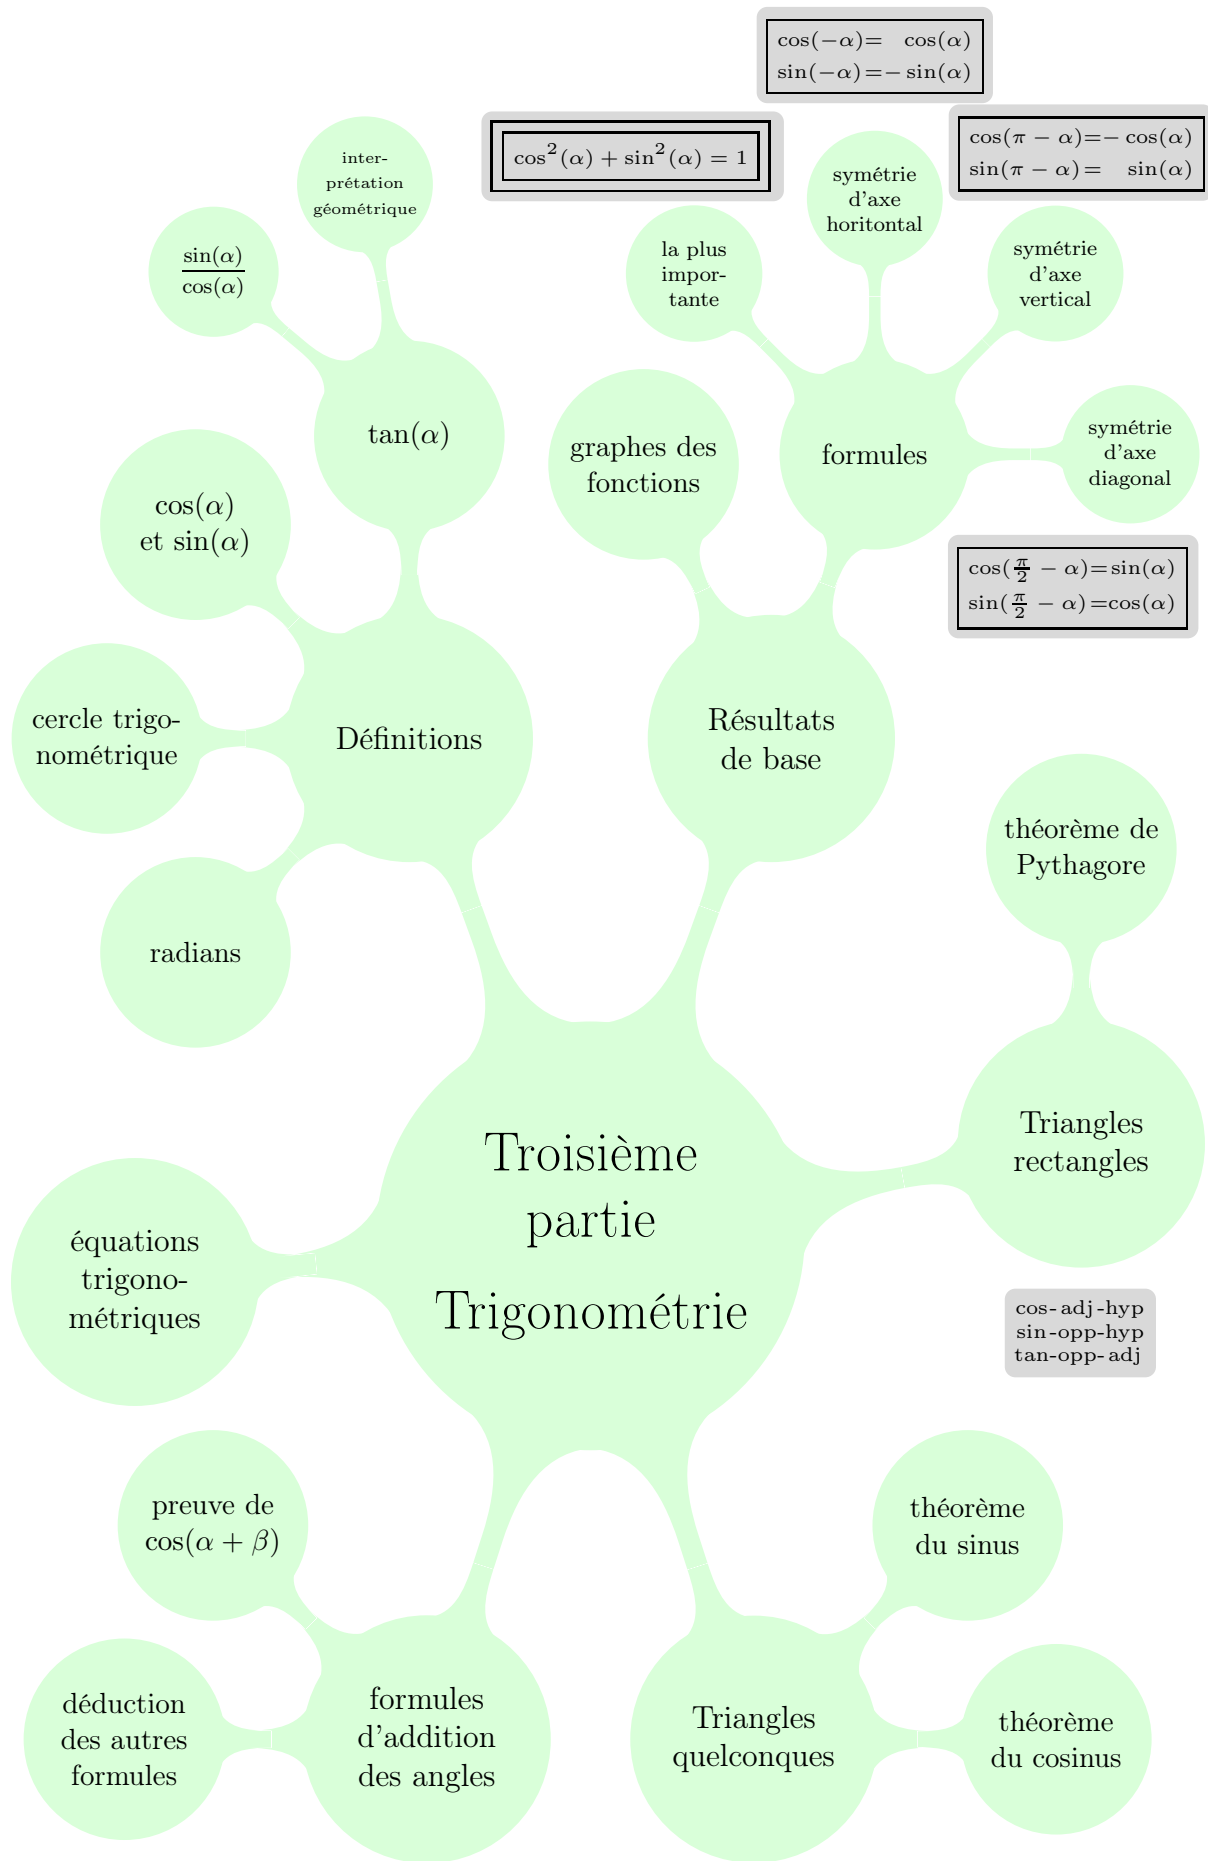 cos(−α)= cos(α)
sin(−α)=− sin(α)
cos²(α) + sin²(α) = 1
cos(π − α)=− cos(α)
sin(π − α)= sin(α)
inter-
prétation
géométrique
sin(α)
cos(α)
tan(α)
la plus
impor-
tante
symétrie
d'axe
horitontal
symétrie
d'axe
vertical
symétrie
d'axe
diagonal
formules
graphes des
fonctions
cos(π/2 − α)=sin(α)
sin(π/2 − α)=cos(α)
cos(α)
et sin(α)
cercle trigo-
nométrique
Définitions
radians
Résultats
de base
théorème de
Pythagore
Triangles
rectangles
cos-adj-hyp
sin-opp-hyp
tan-opp-adj
Troisième
partie
Trigonométrie
équations
trigono-
métriques
preuve de
cos(α + β)
déduction
des autres
formules
formules
d'addition
des angles
Triangles
quelconques
théorème
du sinus
théorème
du cosinus